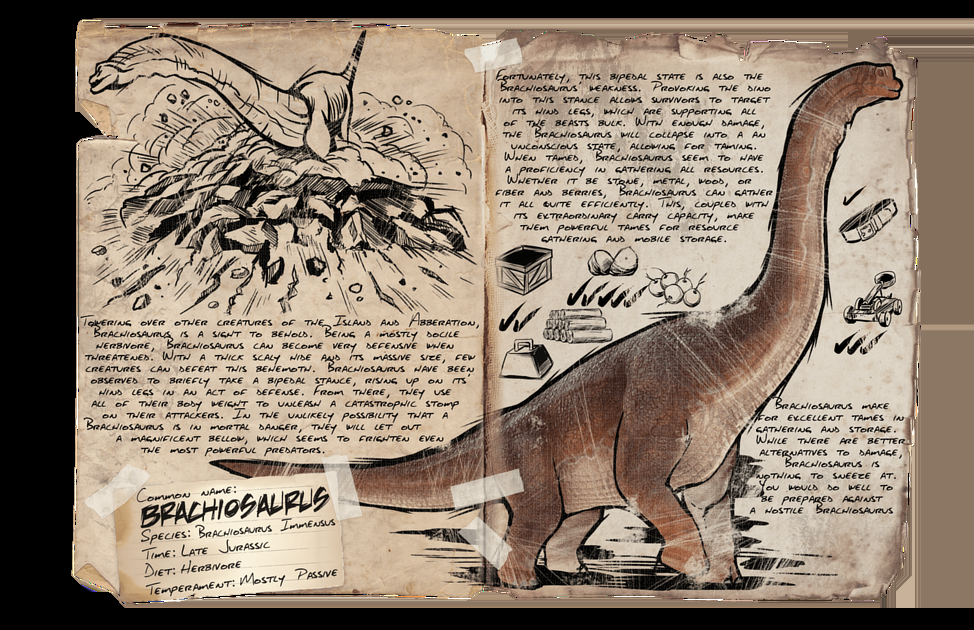 Towering over other creatures of the Island and Abberation,
Brachiosaurus is a sight to behold. Being a mostly docile
herbivore, Brachiosaurus can become very defensive when
threatened. With a thick scaly hide and its massive size, few
creatures can defeat this behemoth. Brachiosaurus have been
observed to briefly take a bipedal stance, rising up on its
hind legs in an act of defense. From there, they use
all of their body weight to unleash a catastrophic stomp
on their attackers. In the unlikely possibility that a
Brachiosaurus is in mortal danger, they will let out
a magnificent bellow, which seems to frighten even
the most powerful predators.
Common name:
Brachiosaurus
Species: Brachiosaurus Immensus
Time: Late Jurassic
Diet: Herbivore
Temperament: Mostly Passive
Fortunately, this bipedal state is also the
Brachiosaurus' weakness. Provoking the dino
into this stance allows survivors to target
its hind legs, which are supporting all
of the beasts bulk. With enough damage,
the Brachiosaurus will collapse into a an
unconscious state, allowing for taming.
When tamed, Brachiosaurus seem to have
a proficiency in gathering all resources.
Whether it be stone, metal, wood, or
fiber and berries, Brachiosaurus can gather
it all quite efficiently. This, coupled with
its extraordinary carry capacity, make
them powerful tames for resource
gathering and mobile storage.
Brachiosaurus make
for excellent tames in
gathering and storage.
While there are better
alternatives to damage,
Brachiosaurus is
nothing to sneeze at.
You would do well to
be prepared against
a hostile Brachiosaurus